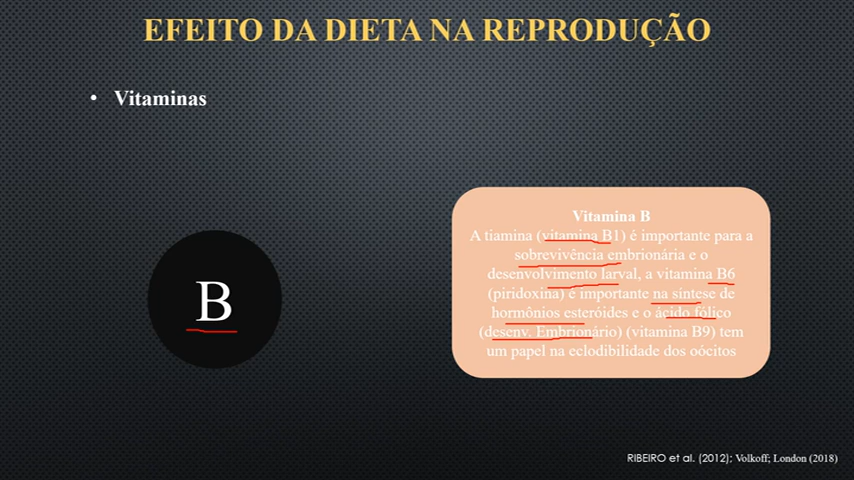 EFEITO DA DIETA NA REPRODUÇÃO
• Vitaminas
B
Vitamina B
A tiamina (vitamina B1) é importante para a
sobrevivência embrionária e o
desenvolvimento larval, a vitamina B6
(piridoxina) é importante na síntese de
hormônios esteróides e o ácido fólico
(desenv. Embrionário) (vitamina B9) tem
um papel na eclodibilidade dos oócitos
RIBEIRO et al. (2012); Volkoff; London (2018)